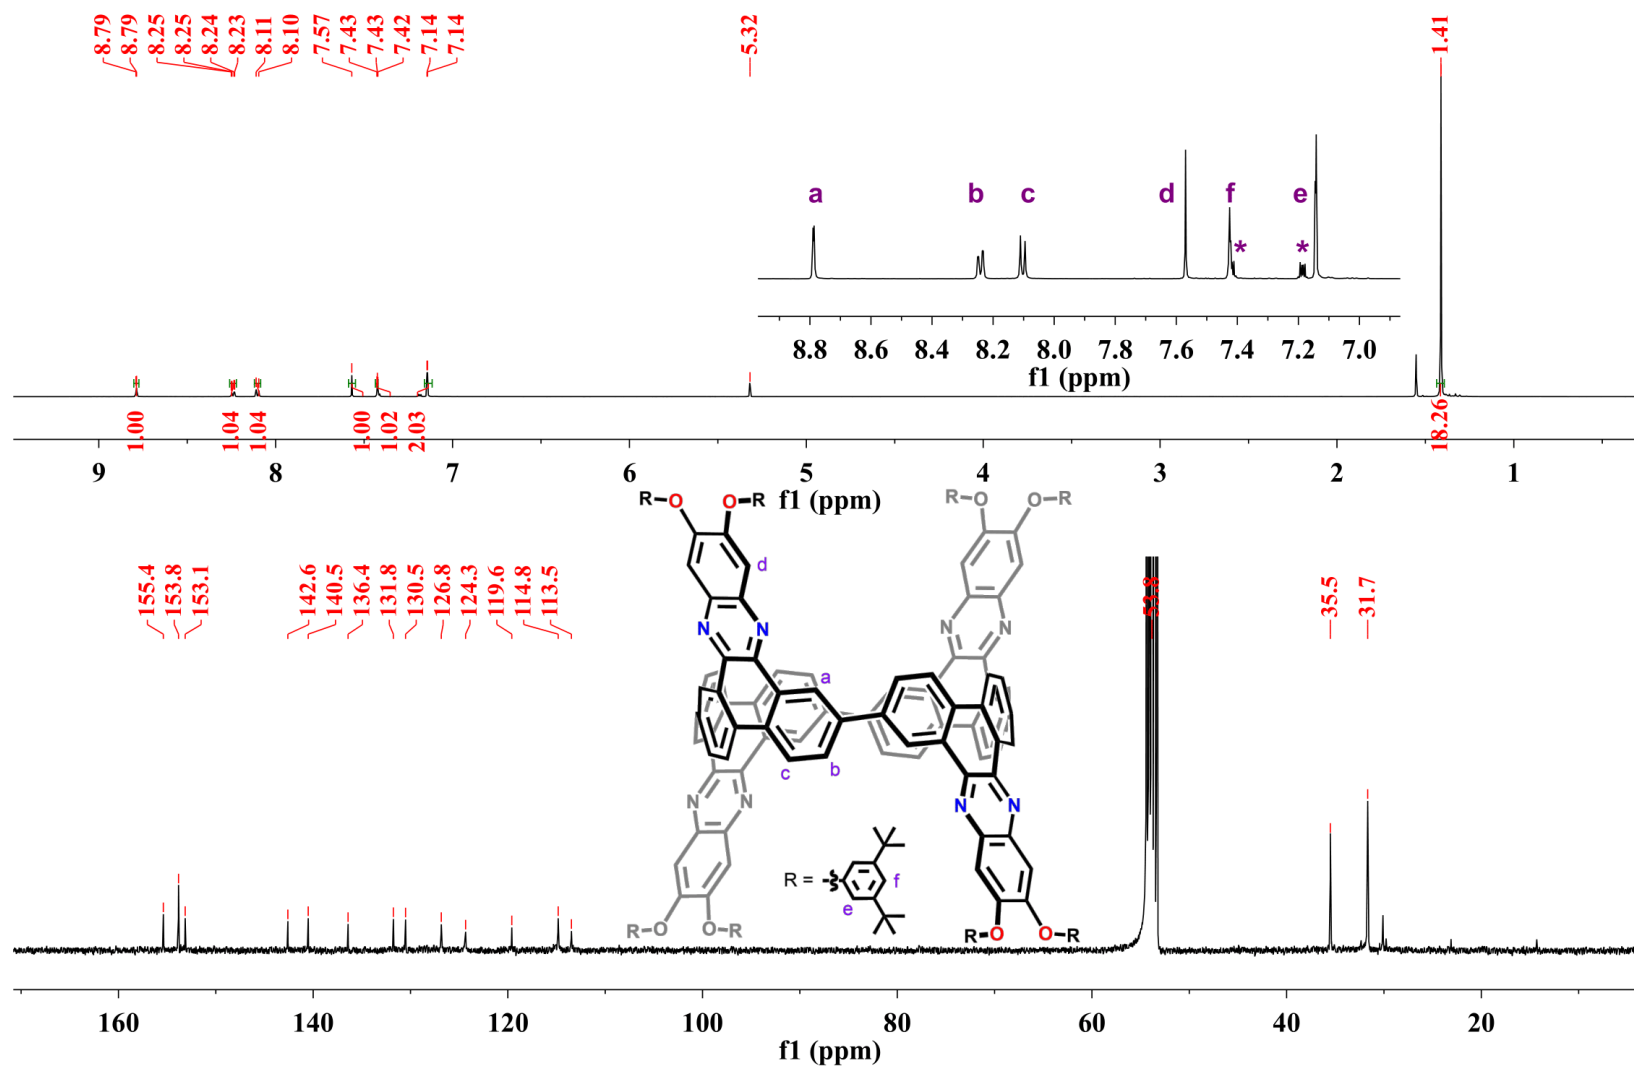 8.79 8.79 8.25 8.25 8.24 8.23 8.11 8.10 7.57 7.43 7.43 7.42 7.14 7.14 5.32 1.41
a b c d f * * e
8.8 8.6 8.4 8.2 8.0 7.8 7.6 7.4 7.2 7.0
f1 (ppm)
1.00 1.04 1.04 1.00 1.02 2.03 18.26
9 8 7 6 5 4 3 2 1
f1 (ppm)
R O O R R O O R
d
N N N N
a
c b
N N N N
R = f
e
R O O R R O O R
155.4 153.8 153.1 142.6 140.5 136.4 131.8 130.5 126.8 124.3 119.6 114.8 113.5 53.8 35.5 31.7
160 140 120 100 80 60 40 20
f1 (ppm)